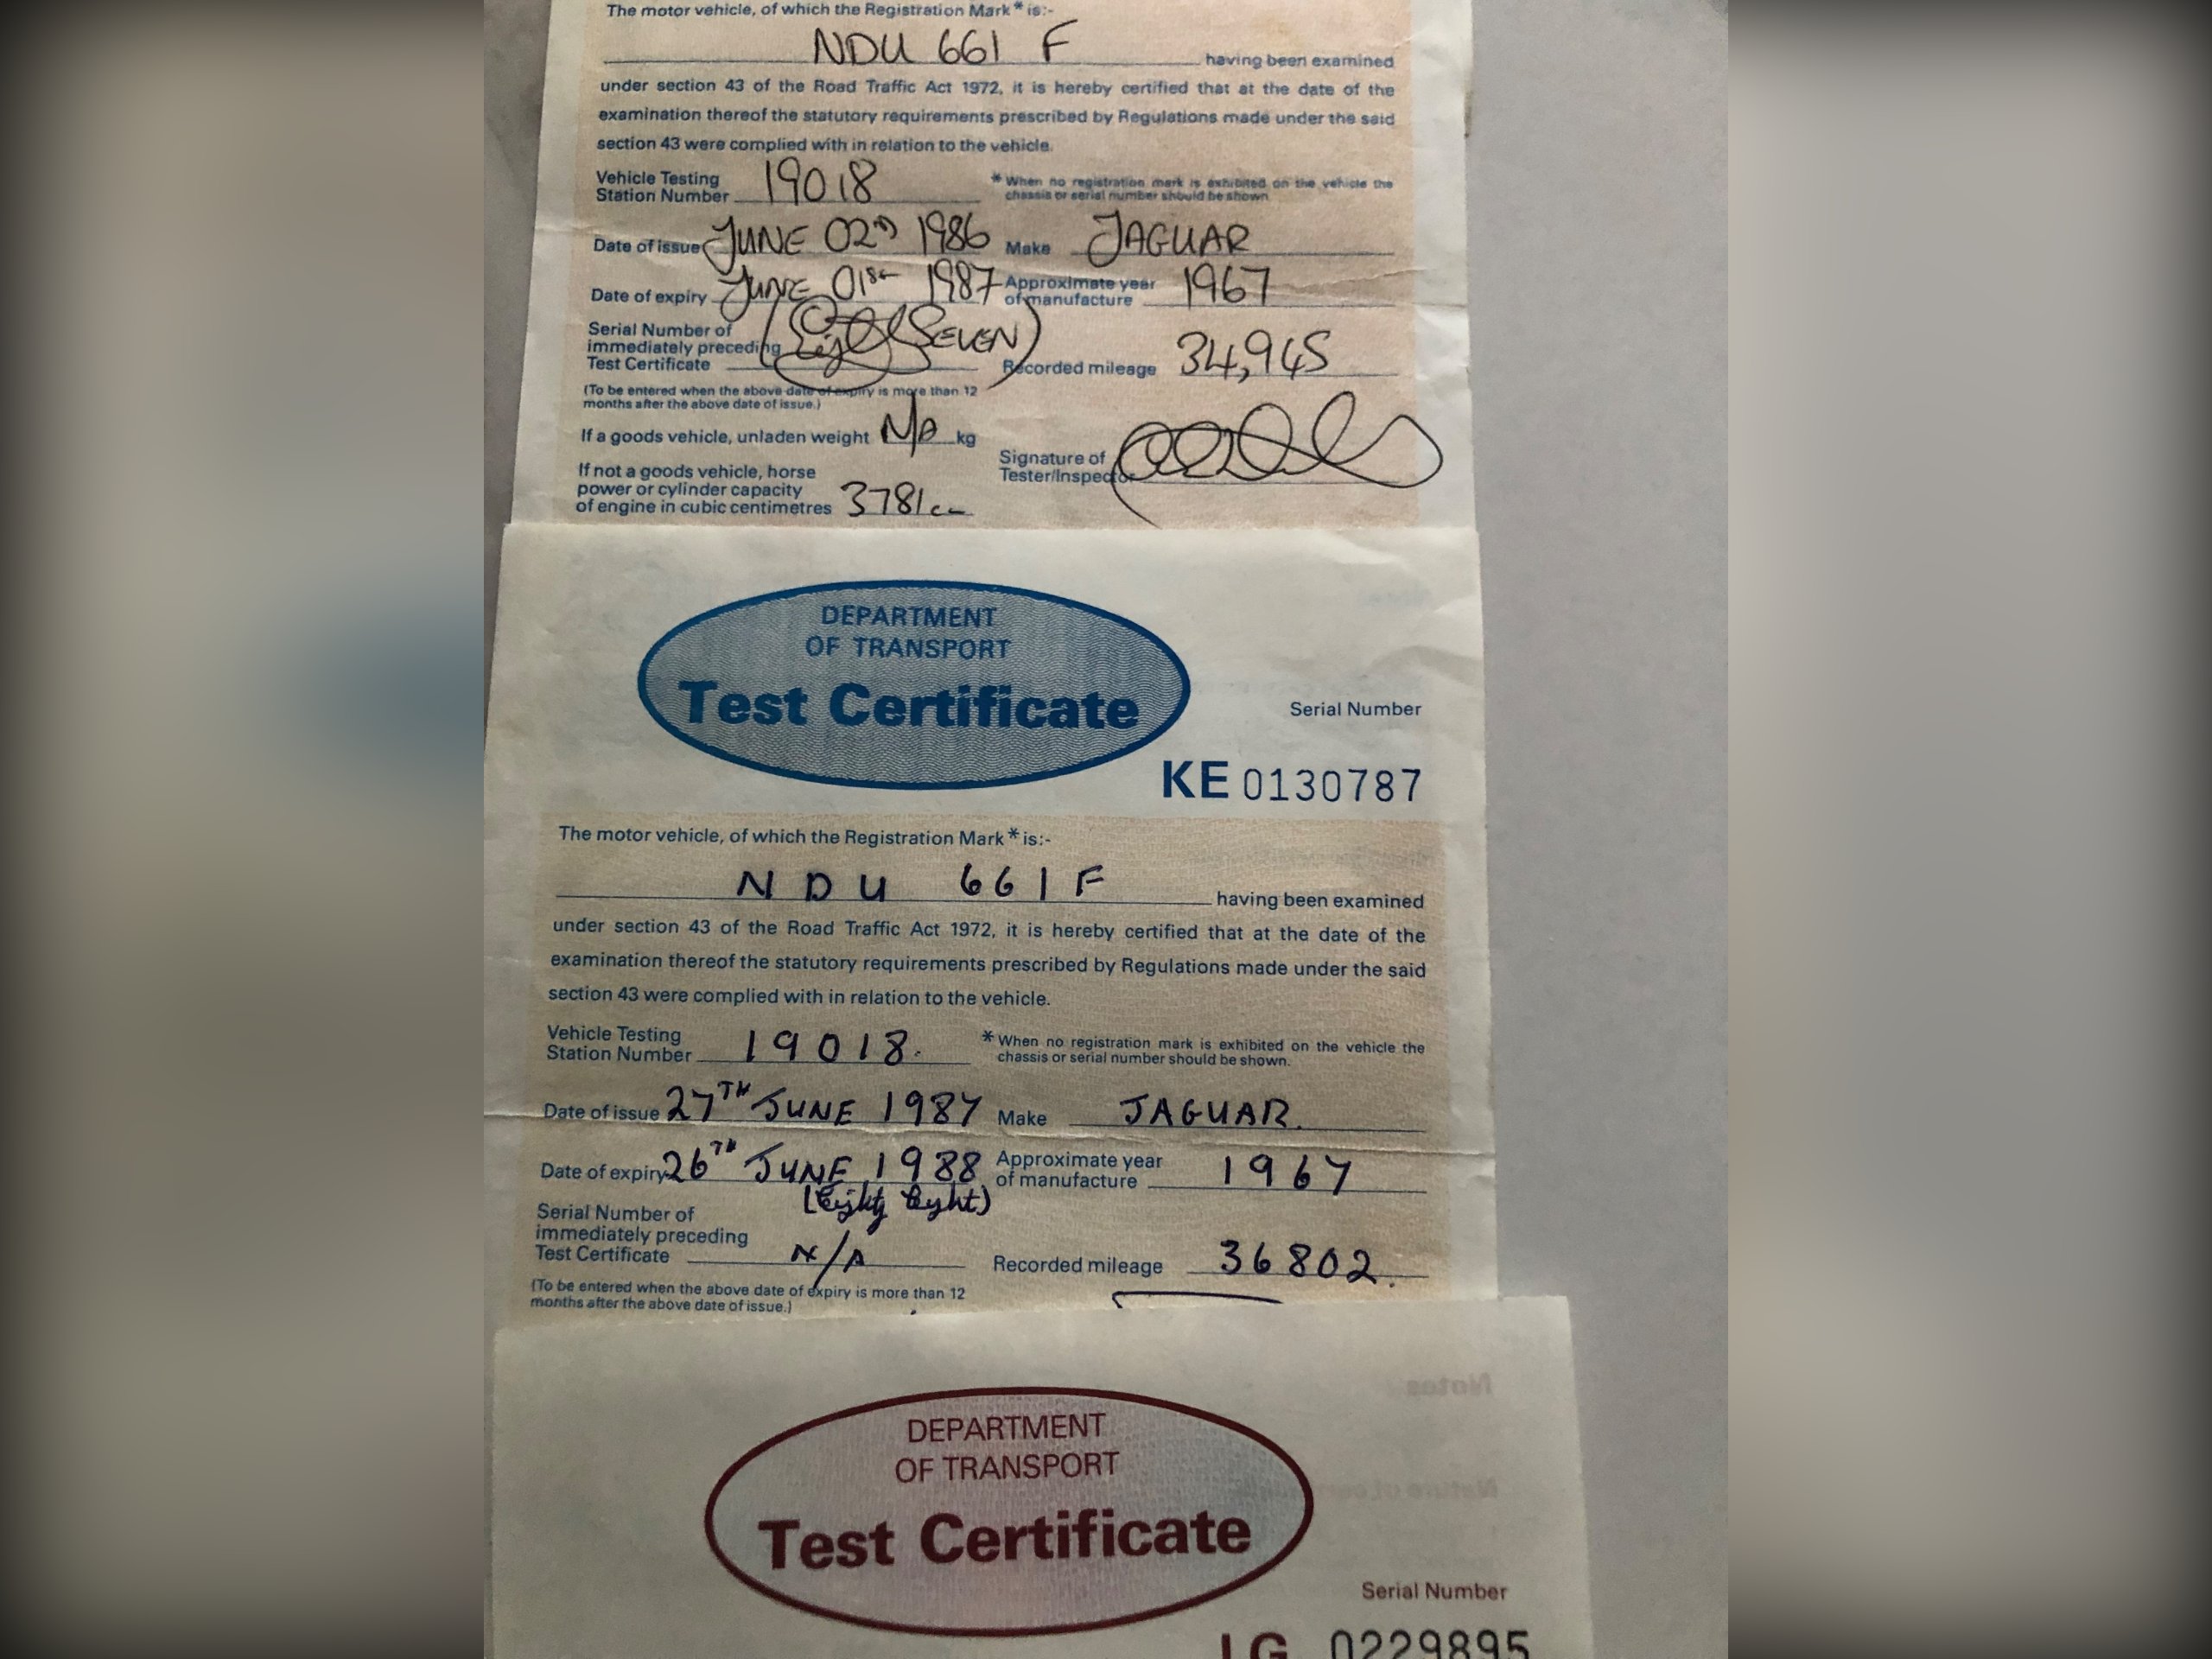 The motor vehicle, of which the Registration Mark * is:-
NDU 661 F having been examined
under section 43 of the Road Traffic Act 1972, it is hereby certified that at the date of the
examination thereof the statutory requirements prescribed by Regulations made under the said
section 43 were complied with in relation to the vehicle.
Vehicle Testing
Station Number 19018
* When no registration mark is exhibited on the vehicle the
chassis or serial number should be shown.
Date of issue JUNE 02ND 1986 Make JAGUAR
Date of expiry JUNE 01st 1987 Approximate year
of manufacture 1967
(Eighty SEVEN)
Serial Number of
immediately preceding
Test Certificate
Recorded mileage 34,945
(To be entered when the above date of expiry is more than 12
months after the above date of issue.)
If a goods vehicle, unladen weight N/A kg
Signature of
Tester/Inspector
If not a goods vehicle, horse
power or cylinder capacity
of engine in cubic centimetres 3781cc
DEPARTMENT
OF TRANSPORT
Test Certificate
Serial Number
KE 0130787
The motor vehicle, of which the Registration Mark * is:-
NDU 661F having been examined
under section 43 of the Road Traffic Act 1972, it is hereby certified that at the date of the
examination thereof the statutory requirements prescribed by Regulations made under the said
section 43 were complied with in relation to the vehicle.
Vehicle Testing
Station Number 19018.
* When no registration mark is exhibited on the vehicle the
chassis or serial number should be shown.
Date of issue 27TH JUNE 1987 Make JAGUAR.
Date of expiry 26TH JUNE 1988 Approximate year
of manufacture 1967
(Eighty Eight)
Serial Number of
immediately preceding
Test Certificate N/A
Recorded mileage 36802.
(To be entered when the above date of expiry is more than 12
months after the above date of issue.)
Notes
DEPARTMENT
OF TRANSPORT
Test Certificate
Serial Number
LG 0229895